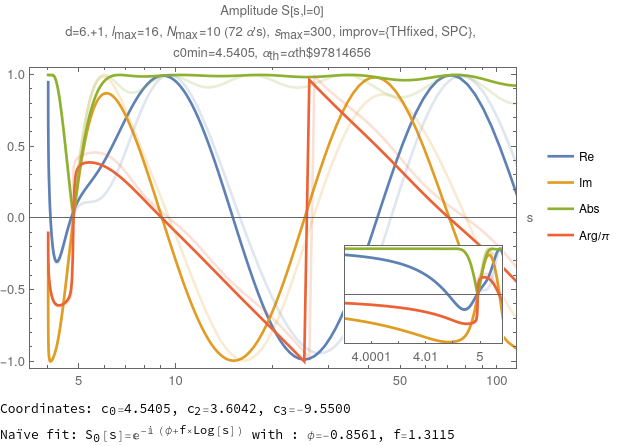 Amplitude S[s,l=0]
d=6.+1, lmax=16, Nmax=10 (72 α's), smax=300, improv={THfixed, SPC},
c0min=4.5405, αth=αth$97814656
1.0
0.5
0.0
-0.5
-1.0
5
10
50
100
s
Re
Im
Abs
Arg/π
4.0001
4.01
5
Coordinates: c0=4.5405, c2=3.6042, c3=-9.5500
Naïve fit: S0[s]=e^-i (ϕ+f×Log[s]) with : ϕ=-0.8561, f=1.3115